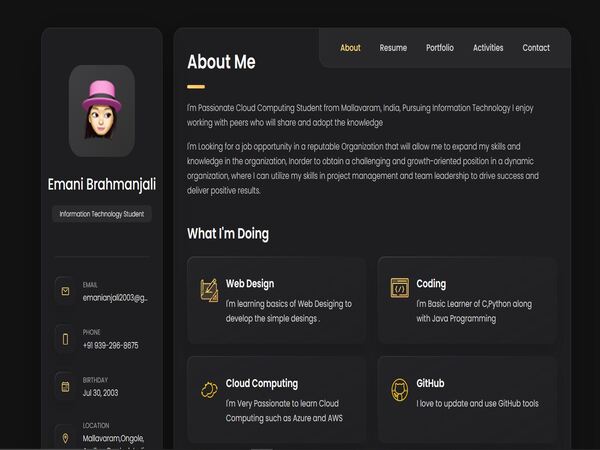 About
Resume
Portfolio
Activities
Contact
Emani Brahmanjali
Information Technology Student
EMAIL
emanianjali2003@g...
PHONE
+91 939-296-8675
BIRTHDAY
Jul 30, 2003
LOCATION
Mallavaram,Ongole,
About Me
I'm Passionate Cloud Computing Student from Mallavaram, India, Pursuing Information Technology I enjoy
working with peers who will share and adopt the knowledge
I'm Looking for a job opportunity in a reputable Organization that will allow me to expand my skills and
knowledge in the organization, Inorder to obtain a challenging and growth-oriented position in a dynamic
organization, where I can utilize my skills in project management and team leadership to drive success and
deliver positive results.
What I'm Doing
Web Design
I'm learning basics of Web Desiging to
develop the simple desings .
Coding
I'm Basic Learner of C,Python along
with Java Programming
Cloud Computing
I'm Very Passionate to learn Cloud
Computing such as Azure and AWS
GitHub
I love to update and use GitHub tools